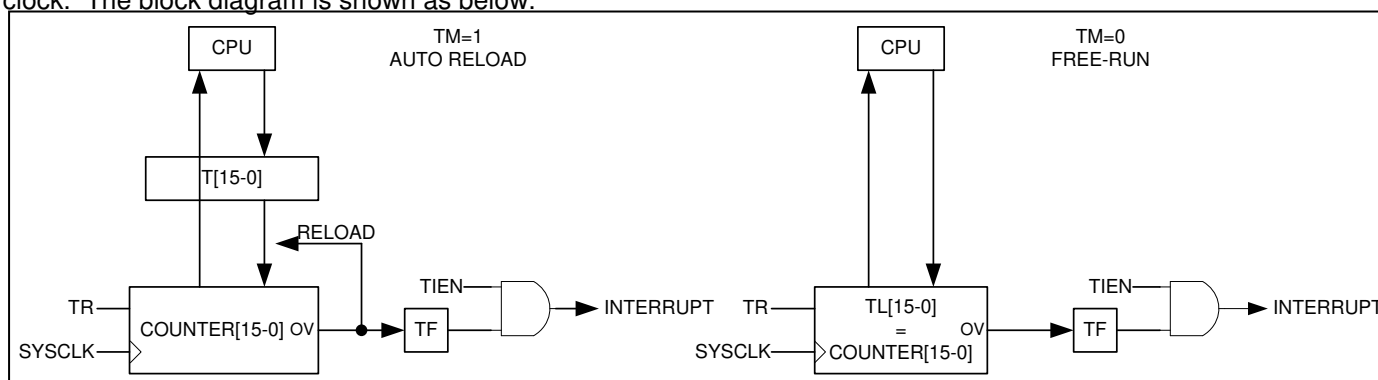 clock. The block diagram is shown as below.
CPU
TM=1
AUTO RELOAD
T[15-0]
RELOAD
TR
COUNTER[15-0] OV
SYSCLK
TF
TIEN
INTERRUPT
CPU
TM=0
FREE-RUN
TR
TL[15-0]
=
COUNTER[15-0]
OV
SYSCLK
TF
TIEN
INTERRUPT